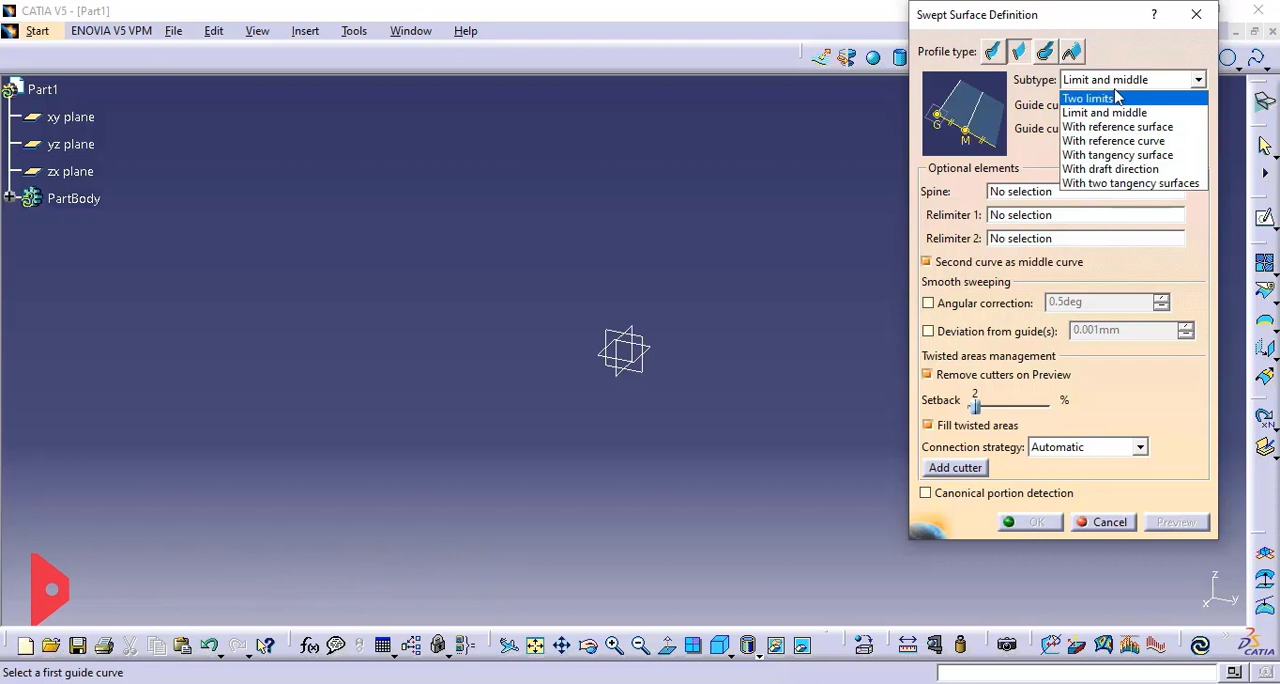 CATIA V5 - [Part1]
Start ENOVIA V5 VPM File Edit View Insert Tools Window Help
Part1
xy plane
yz plane
zx plane
PartBody
Swept Surface Definition ?
Profile type:
Subtype: Limit and middle
Two limits
Limit and middle
With reference surface
With reference curve
With tangency surface
With draft direction
With two tangency surfaces
Guide cu
Guide cu
G
M
Optional elements
Spine: No selection
Relimiter 1: No selection
Relimiter 2: No selection
Second curve as middle curve
Smooth sweeping
Angular correction: 0.5deg
Deviation from guide(s): 0.001mm
Twisted areas management
Remove cutters on Preview
Setback 2 %
Fill twisted areas
Connection strategy: Automatic
Add cutter
Canonical portion detection
OK Cancel Preview
z
x y
f(x)
CATIA
Select a first guide curve